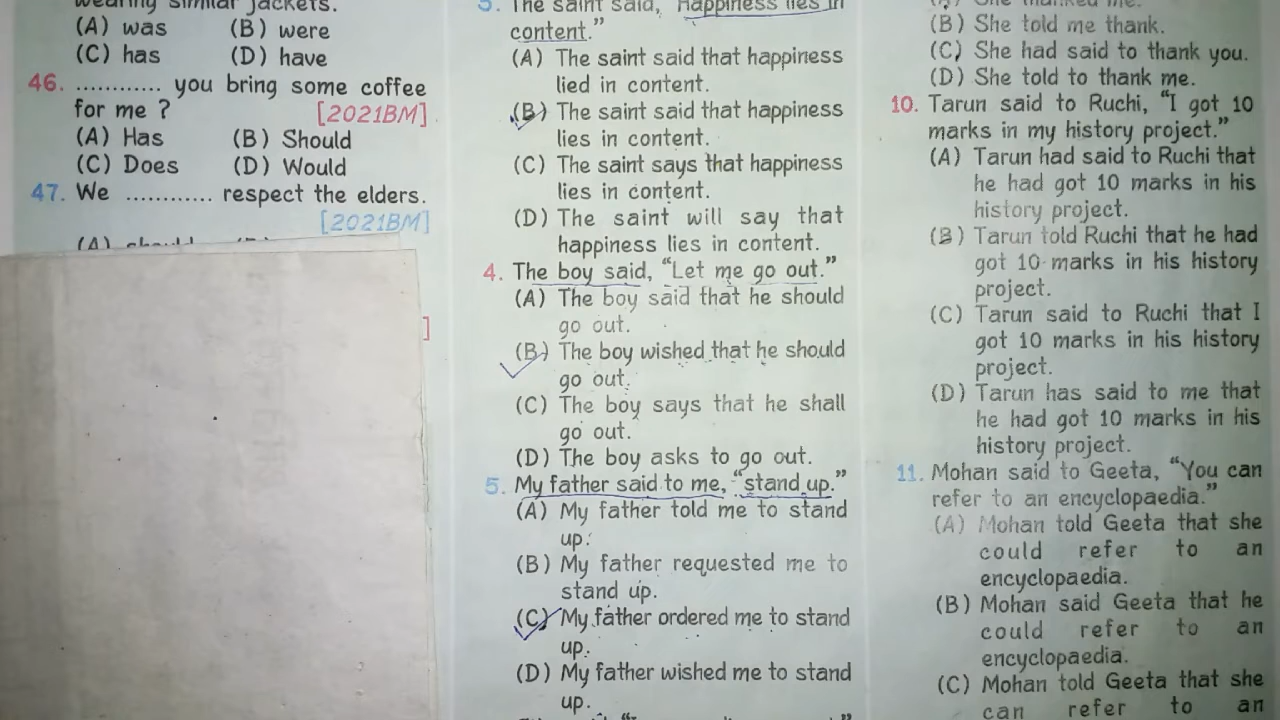 wearing similar jackets.
(A) was (B) were
(C) has (D) have
46. ............ you bring some coffee
for me ? [2021BM]
(A) Has (B) Should
(C) Does (D) Would
47. We ............ respect the elders.
[2021BM]
(A) should
]
The saint said, "Happiness lies in
content."
(A) The saint said that happiness
lied in content.
(B) The saint said that happiness
lies in content.
(C) The saint says that happiness
lies in content.
(D) The saint will say that
happiness lies in content.
4. The boy said, "Let me go out."
(A) The boy said that he should
go out.
(B) The boy wished that he should
go out.
(C) The boy says that he shall
go out.
(D) The boy asks to go out.
5. My father said to me, "stand up."
(A) My father told me to stand
up.
(B) My father requested me to
stand up.
(C) My father ordered me to stand
up.
(D) My father wished me to stand
up.
(A) She thanked me.
(B) She told me thank.
(C) She had said to thank you.
(D) She told to thank me.
10. Tarun said to Ruchi, "I got 10
marks in my history project."
(A) Tarun had said to Ruchi that
he had got 10 marks in his
history project.
(B) Tarun told Ruchi that he had
got 10 marks in his history
project.
(C) Tarun said to Ruchi that I
got 10 marks in his history
project.
(D) Tarun has said to me that
he had got 10 marks in his
history project.
11. Mohan said to Geeta, "You can
refer to an encyclopaedia."
(A) Mohan told Geeta that she
could refer to an
encyclopaedia.
(B) Mohan said Geeta that he
could refer to an
encyclopaedia.
(C) Mohan told Geeta that she
can refer to an